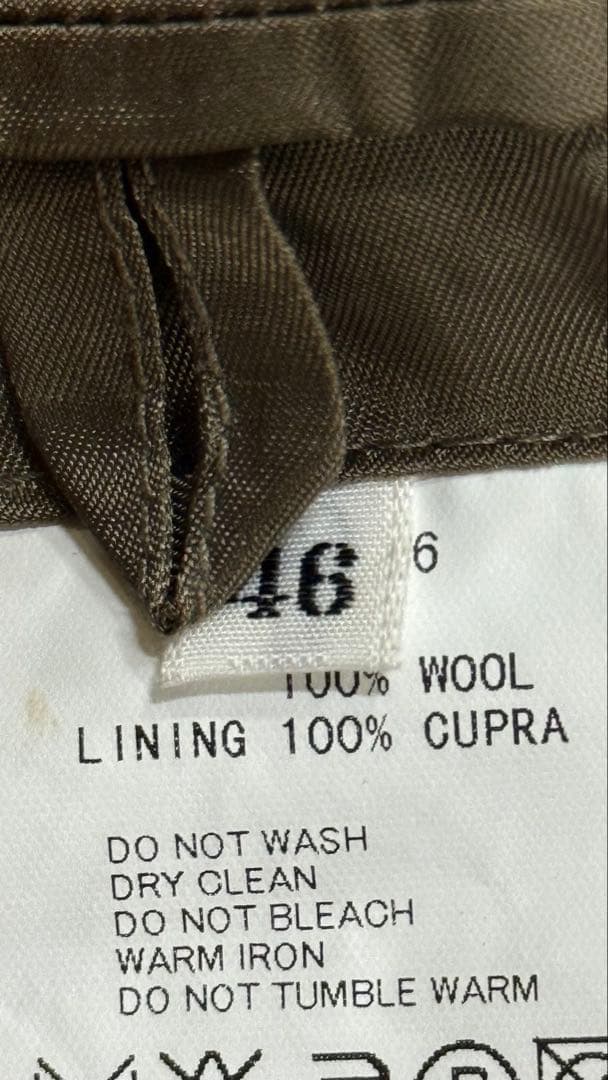 46
6
100% WOOL
LINING 100% CUPRA
DO NOT WASH
DRY CLEAN
DO NOT BLEACH
WARM IRON
DO NOT TUMBLE WARM